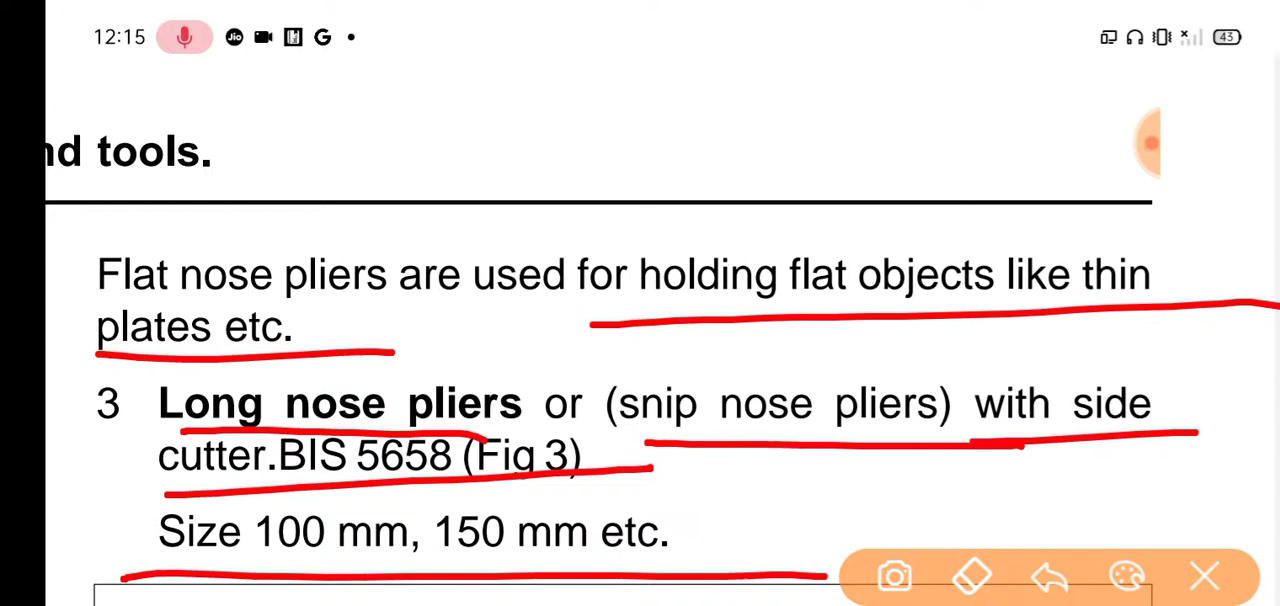 12:15
Jio
G
43
nd tools.
Flat nose pliers are used for holding flat objects like thin
plates etc.
3 Long nose pliers or (snip nose pliers) with side
cutter.BIS 5658 (Fig 3)
Size 100 mm, 150 mm etc.